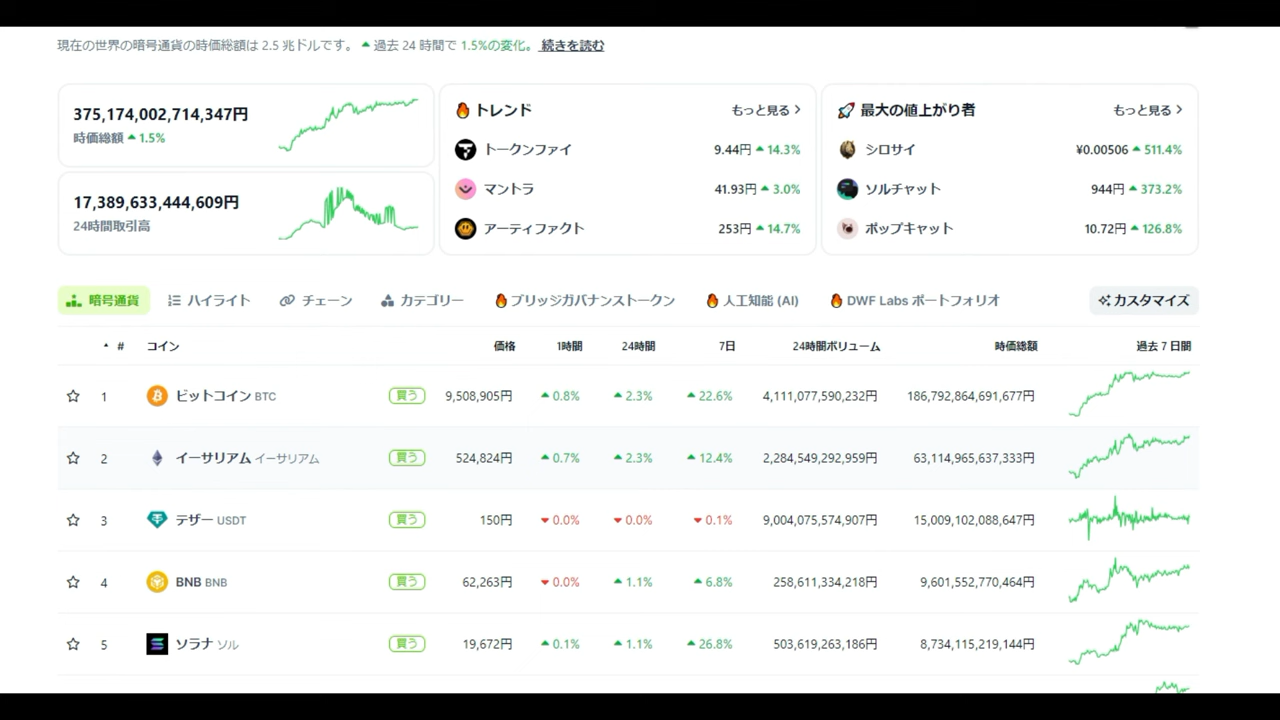 現在の世界の暗号通貨の時価総額は 2.5 兆ドルです。 ▲ 過去 24 時間で 1.5%の変化。 続きを読む
375,174,002,714,347円
時価総額 ▲ 1.5%
17,389,633,444,609円
24時間取引高
トレンド もっと見る >
トークンファイ 9.44円 ▲ 14.3%
マントラ 41.93円 ▲ 3.0%
アーティファクト 253円 ▲ 14.7%
最大の値上がり者 もっと見る >
シロサイ ¥0.00506 ▲ 511.4%
ソルチャット 944円 ▲ 373.2%
ポップキャット 10.72円 ▲ 126.8%
暗号通貨 ハイライト チェーン カテゴリー ブリッジガバナンストークン 人工知能 (AI) DWF Labs ポートフォリオ カスタマイズ
▲ # コイン 価格 1時間 24時間 7日 24時間ボリューム 時価総額 過去 7 日間
1 ビットコイン BTC 買う 9,508,905円 ▲ 0.8% ▲ 2.3% ▲ 22.6% 4,111,077,590,232円 186,792,864,691,677円
2 イーサリアム イーサリアム 買う 524,824円 ▲ 0.7% ▲ 2.3% ▲ 12.4% 2,284,549,292,959円 63,114,965,637,333円
3 テザー USDT 買う 150円 ▼ 0.0% ▼ 0.0% ▼ 0.1% 9,004,075,574,907円 15,009,102,088,647円
4 BNB BNB 買う 62,263円 ▼ 0.0% ▲ 1.1% ▲ 6.8% 258,611,334,218円 9,601,552,770,464円
5 ソラナ ソル 買う 19,672円 ▲ 0.1% ▲ 1.1% ▲ 26.8% 503,619,263,186円 8,734,115,219,144円